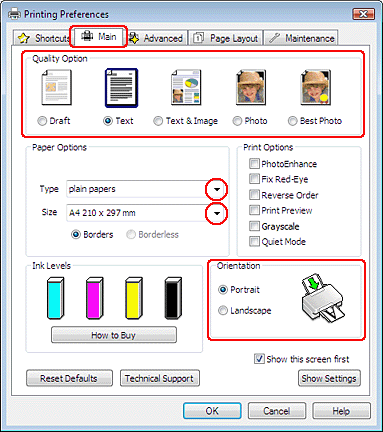 Printing Preferences
Shortcuts Main Advanced Page Layout Maintenance
Quality Option
Draft Text Text & Image Photo Best Photo
Paper Options
Type plain papers
Size A4 210 x 297 mm
Borders Borderless
Print Options
PhotoEnhance
Fix Red-Eye
Reverse Order
Print Preview
Grayscale
Quiet Mode
Ink Levels
How to Buy
Orientation
Portrait
Landscape
Show this screen first
Reset Defaults Technical Support Show Settings
OK Cancel Help